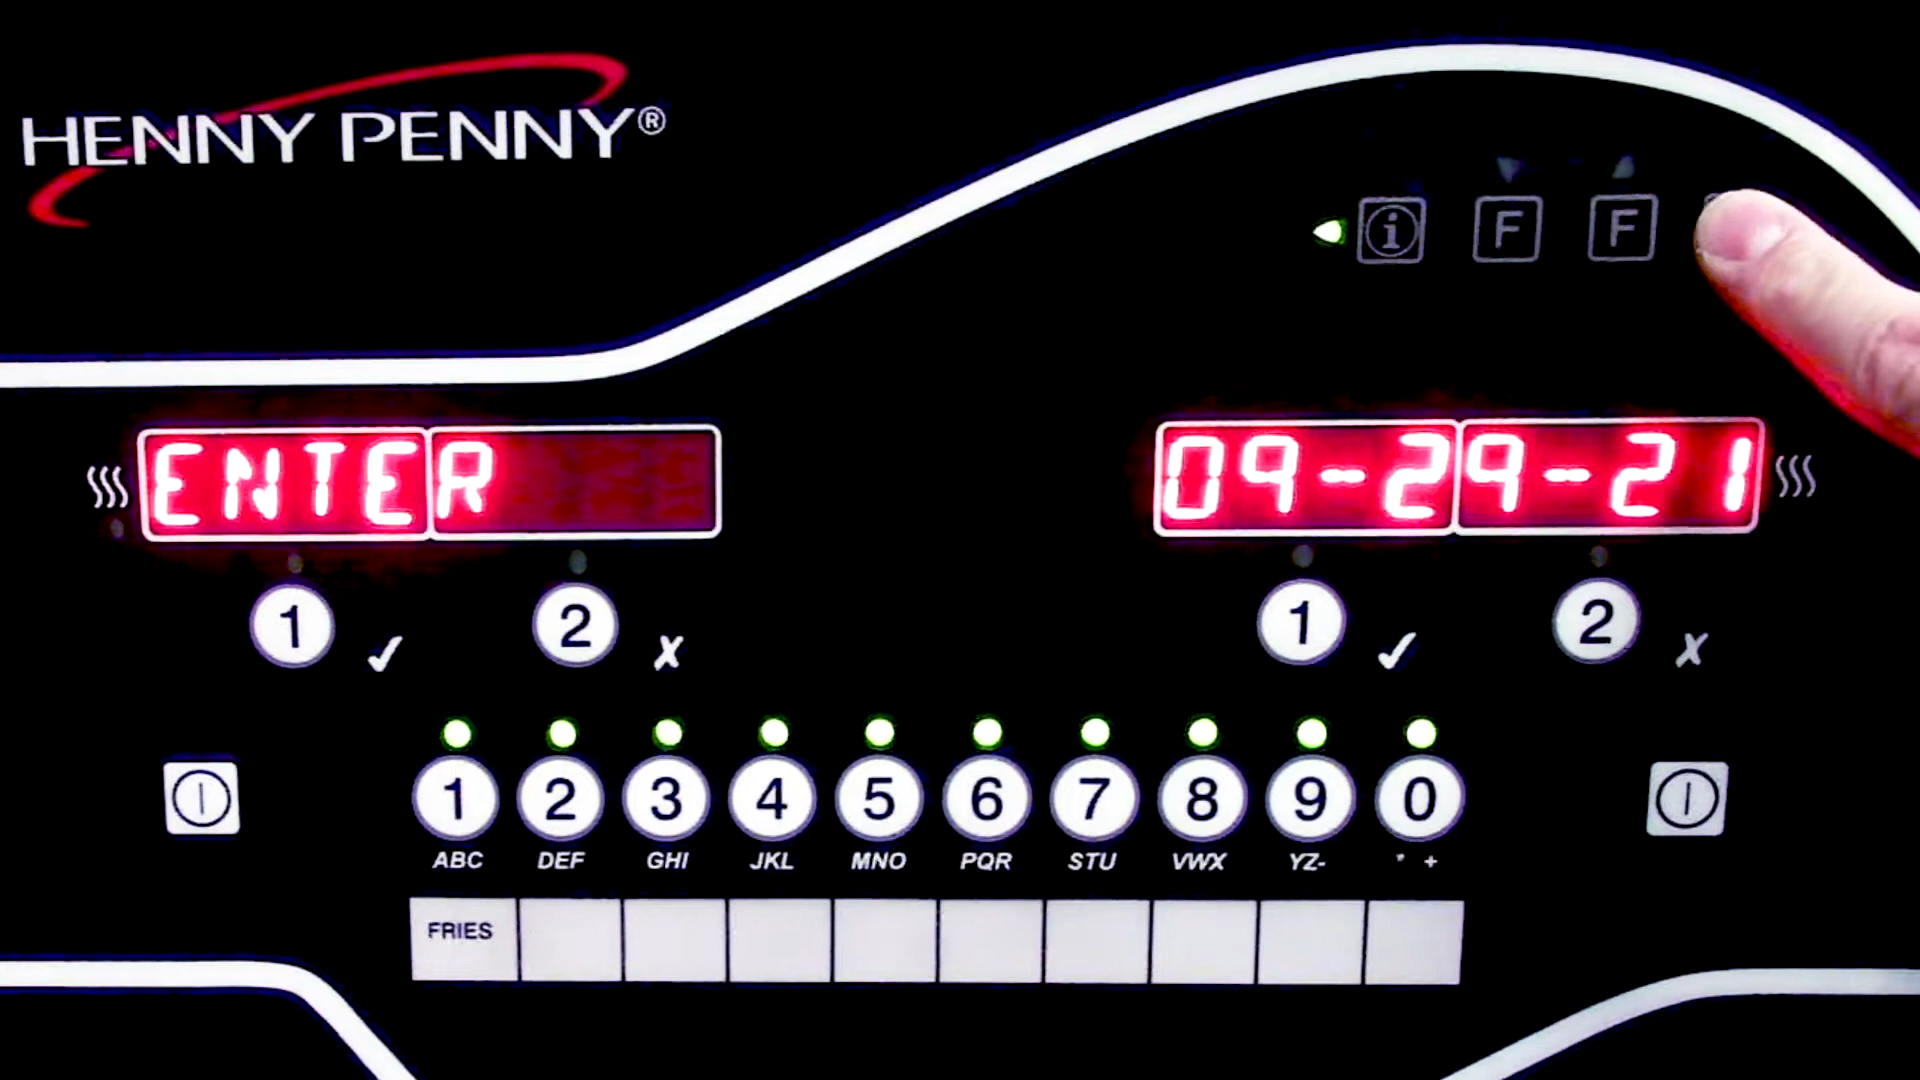 HENNY PENNY®
i F F
ENTER 09-29-21
1 ✓ 2 ✗ 1 ✓ 2 ✗
1 2 3 4 5 6 7 8 9 0
ABC DEF GHI JKL MNO PQR STU VWX YZ- * +
FRIES